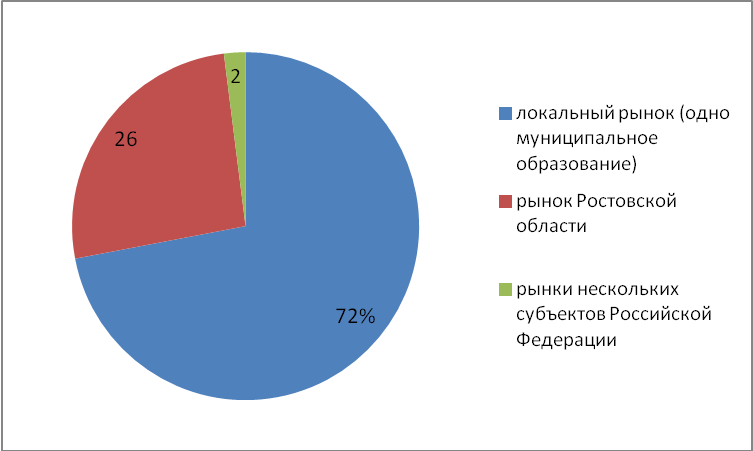 2
26
72%
локальный рынок (одно
муниципальное
образование)
рынок Ростовской
области
рынки нескольких
субъектов Российской
Федерации